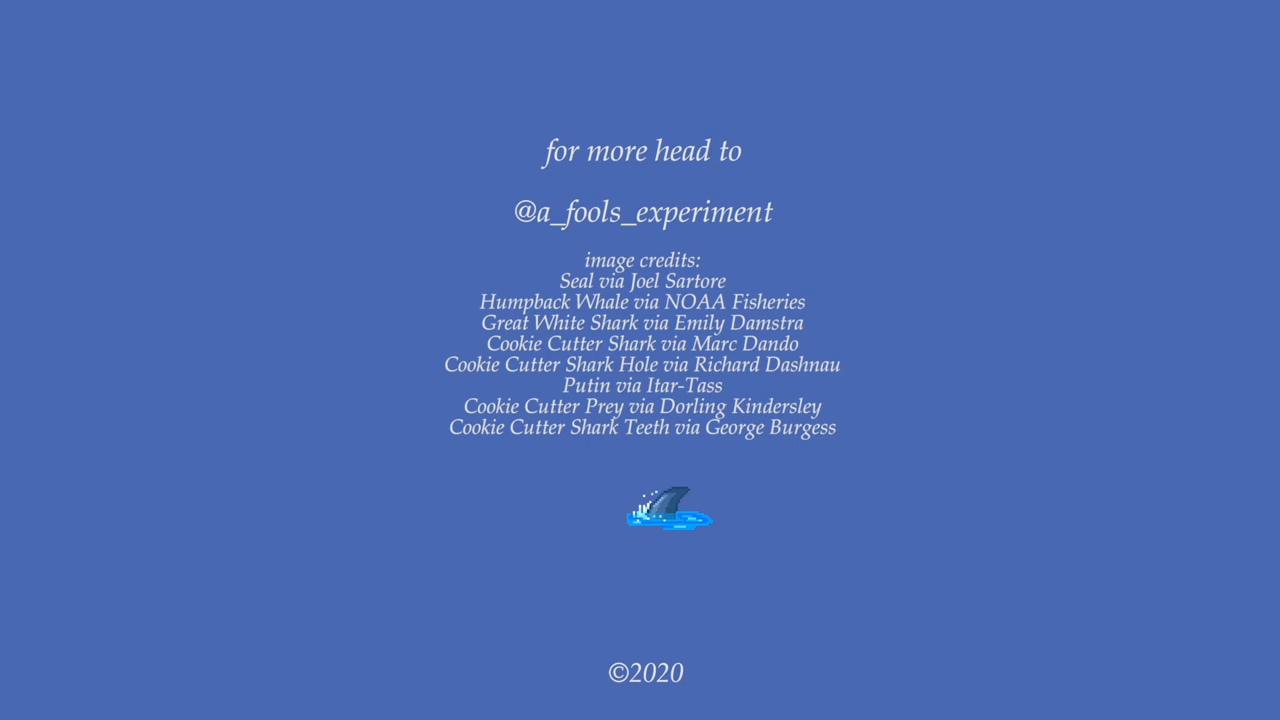 for more head to
@a_fools_experiment
image credits:
Seal via Joel Sartore
Humpback Whale via NOAA Fisheries
Great White Shark via Emily Damstra
Cookie Cutter Shark via Marc Dando
Cookie Cutter Shark Hole via Richard Dashnau
Putin via Itar-Tass
Cookie Cutter Prey via Dorling Kindersley
Cookie Cutter Shark Teeth via George Burgess
©2020